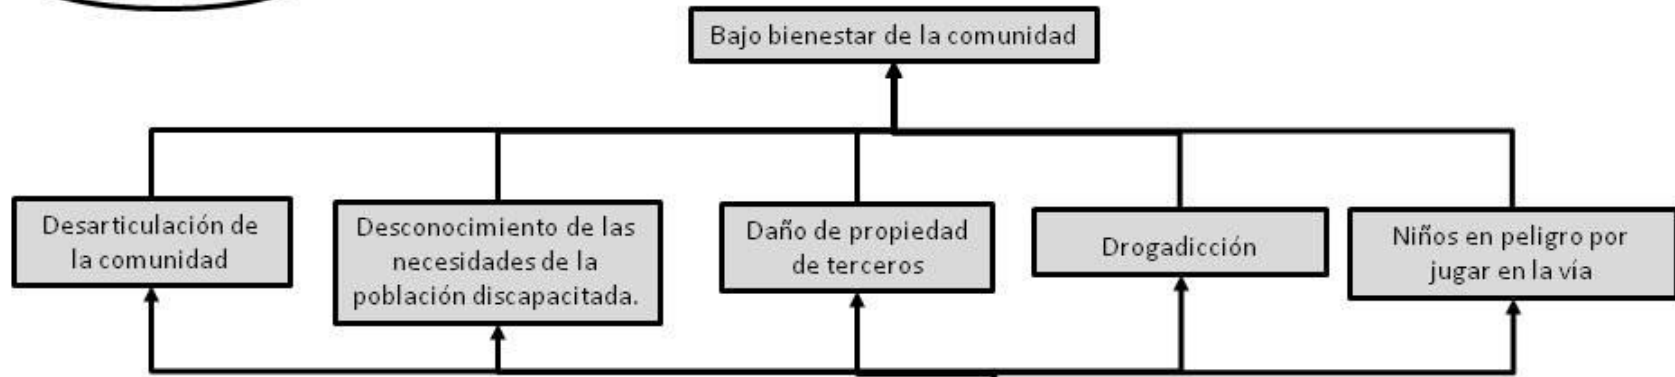 Bajo bienestar de la comunidad
Desarticulación de
la comunidad
Desconocimiento de las
necesidades de la
población discapacitada.
Daño de propiedad
de terceros
Drogadicción
Niños en peligro por
jugar en la vía